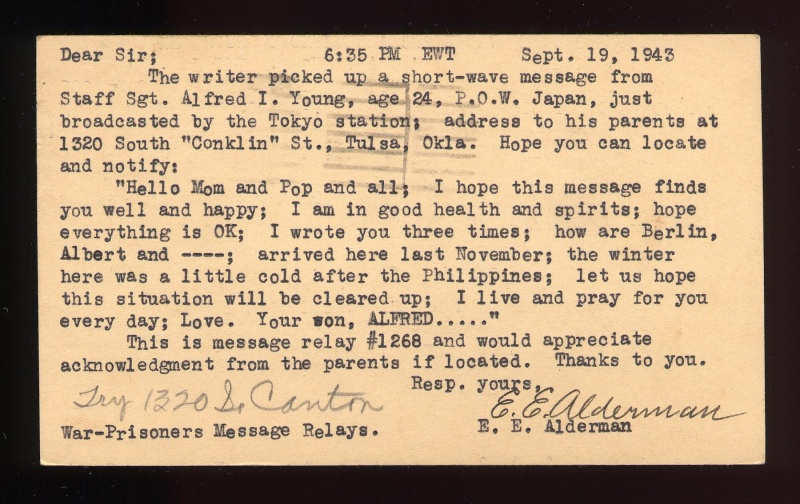 Dear Sir;          6:35 PM EWT     Sept. 19, 1943
The writer picked up a short-wave message from
Staff Sgt. Alfred I. Young, age 24, P.O.W. Japan, just
broadcasted by the Tokyo station; address to his parents at
1320 South "Conklin" St., Tulsa, Okla. Hope you can locate
and notify:
"Hello Mom and Pop and all; I hope this message finds
you well and happy; I am in good health and spirits; hope
everything is OK; I wrote you three times; how are Berlin,
Albert and ----; arrived here last November; the winter
here was a little cold after the Philippines; let us hope
this situation will be cleared up; I live and pray for you
every day; Love. Your son, ALFRED....."
This is message relay #1268 and would appreciate
acknowledgment from the parents if located. Thanks to you.
Resp. yours,
Try 1320 S. Canton
E. E. Alderman
War-Prisoners Message Relays.
E. E. Alderman